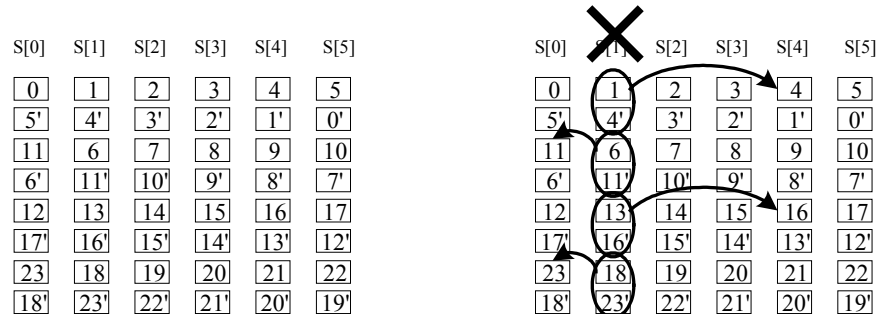 S[0] S[1] S[2] S[3] S[4] S[5] S[0] S[1] S[2] S[3] S[4] S[5]
0 1 2 3 4 5 0 1 2 3 4 5
5' 4' 3' 2' 1' 0' 5' 4' 3' 2' 1' 0'
11 6 7 8 9 10 11 6 7 8 9 10
6' 11' 10' 9' 8' 7' 6' 11' 10' 9' 8' 7'
12 13 14 15 16 17 12 13 14 15 16 17
17' 16' 15' 14' 13' 12' 17' 16' 15' 14' 13' 12'
23 18 19 20 21 22 23 18 19 20 21 22
18' 23' 22' 21' 20' 19' 18' 23' 22' 21' 20' 19'